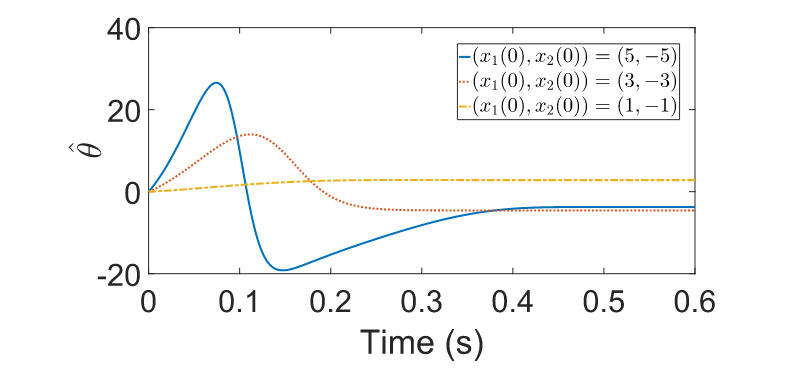 40
20
0
-20
θ̂
(x₁(0), x₂(0)) = (5, −5)
(x₁(0), x₂(0)) = (3, −3)
(x₁(0), x₂(0)) = (1, −1)
0 0.1 0.2 0.3 0.4 0.5 0.6
Time (s)